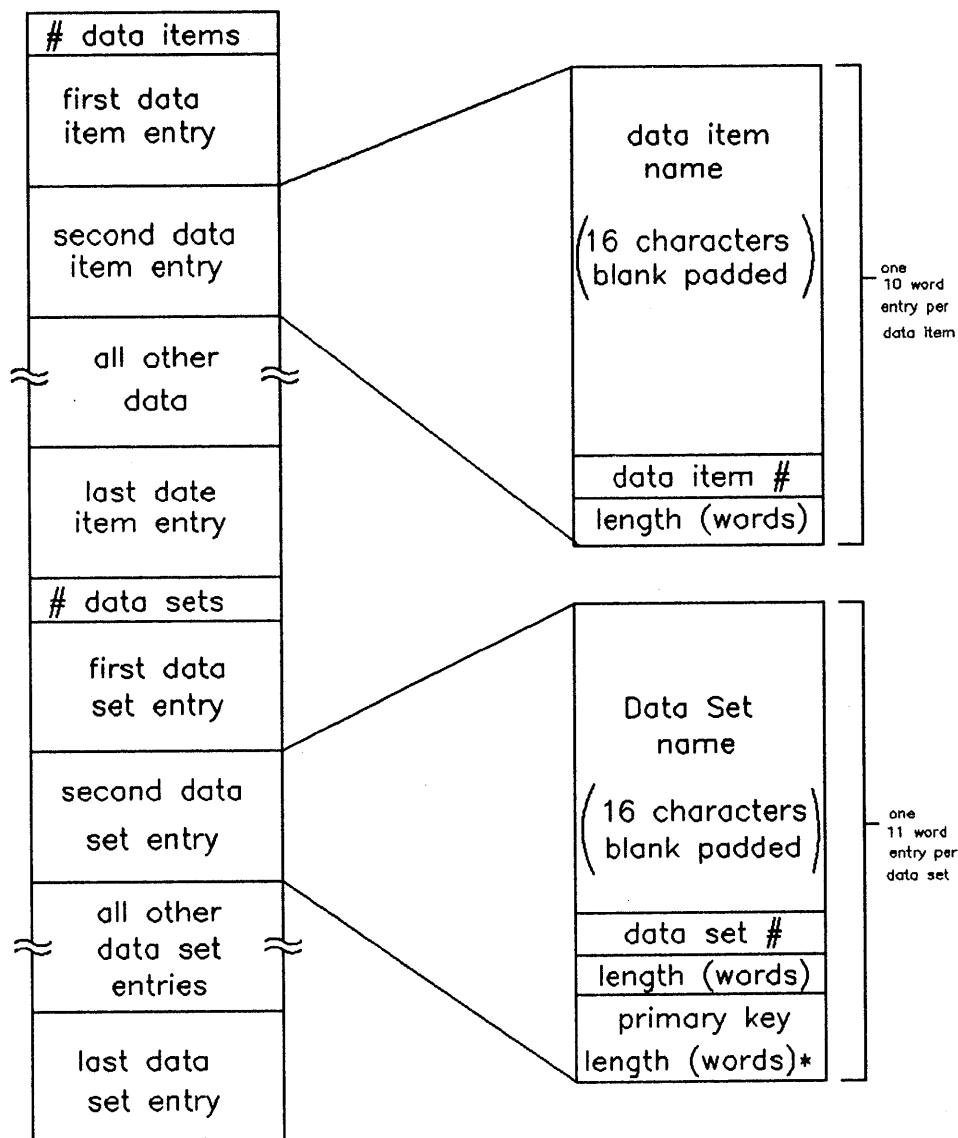 # data items
first data
item entry
second data
item entry
all other
data
last date
item entry
# data sets
first data
set entry
second data
set entry
all other
data set
entries
last data
set entry
data item
name
(16 characters
blank padded)
data item #
length (words)
one
10 word
entry per
data item
Data Set
name
(16 characters
blank padded)
data set #
length (words)
primary key
length (words)*
one
11 word
entry per
data set